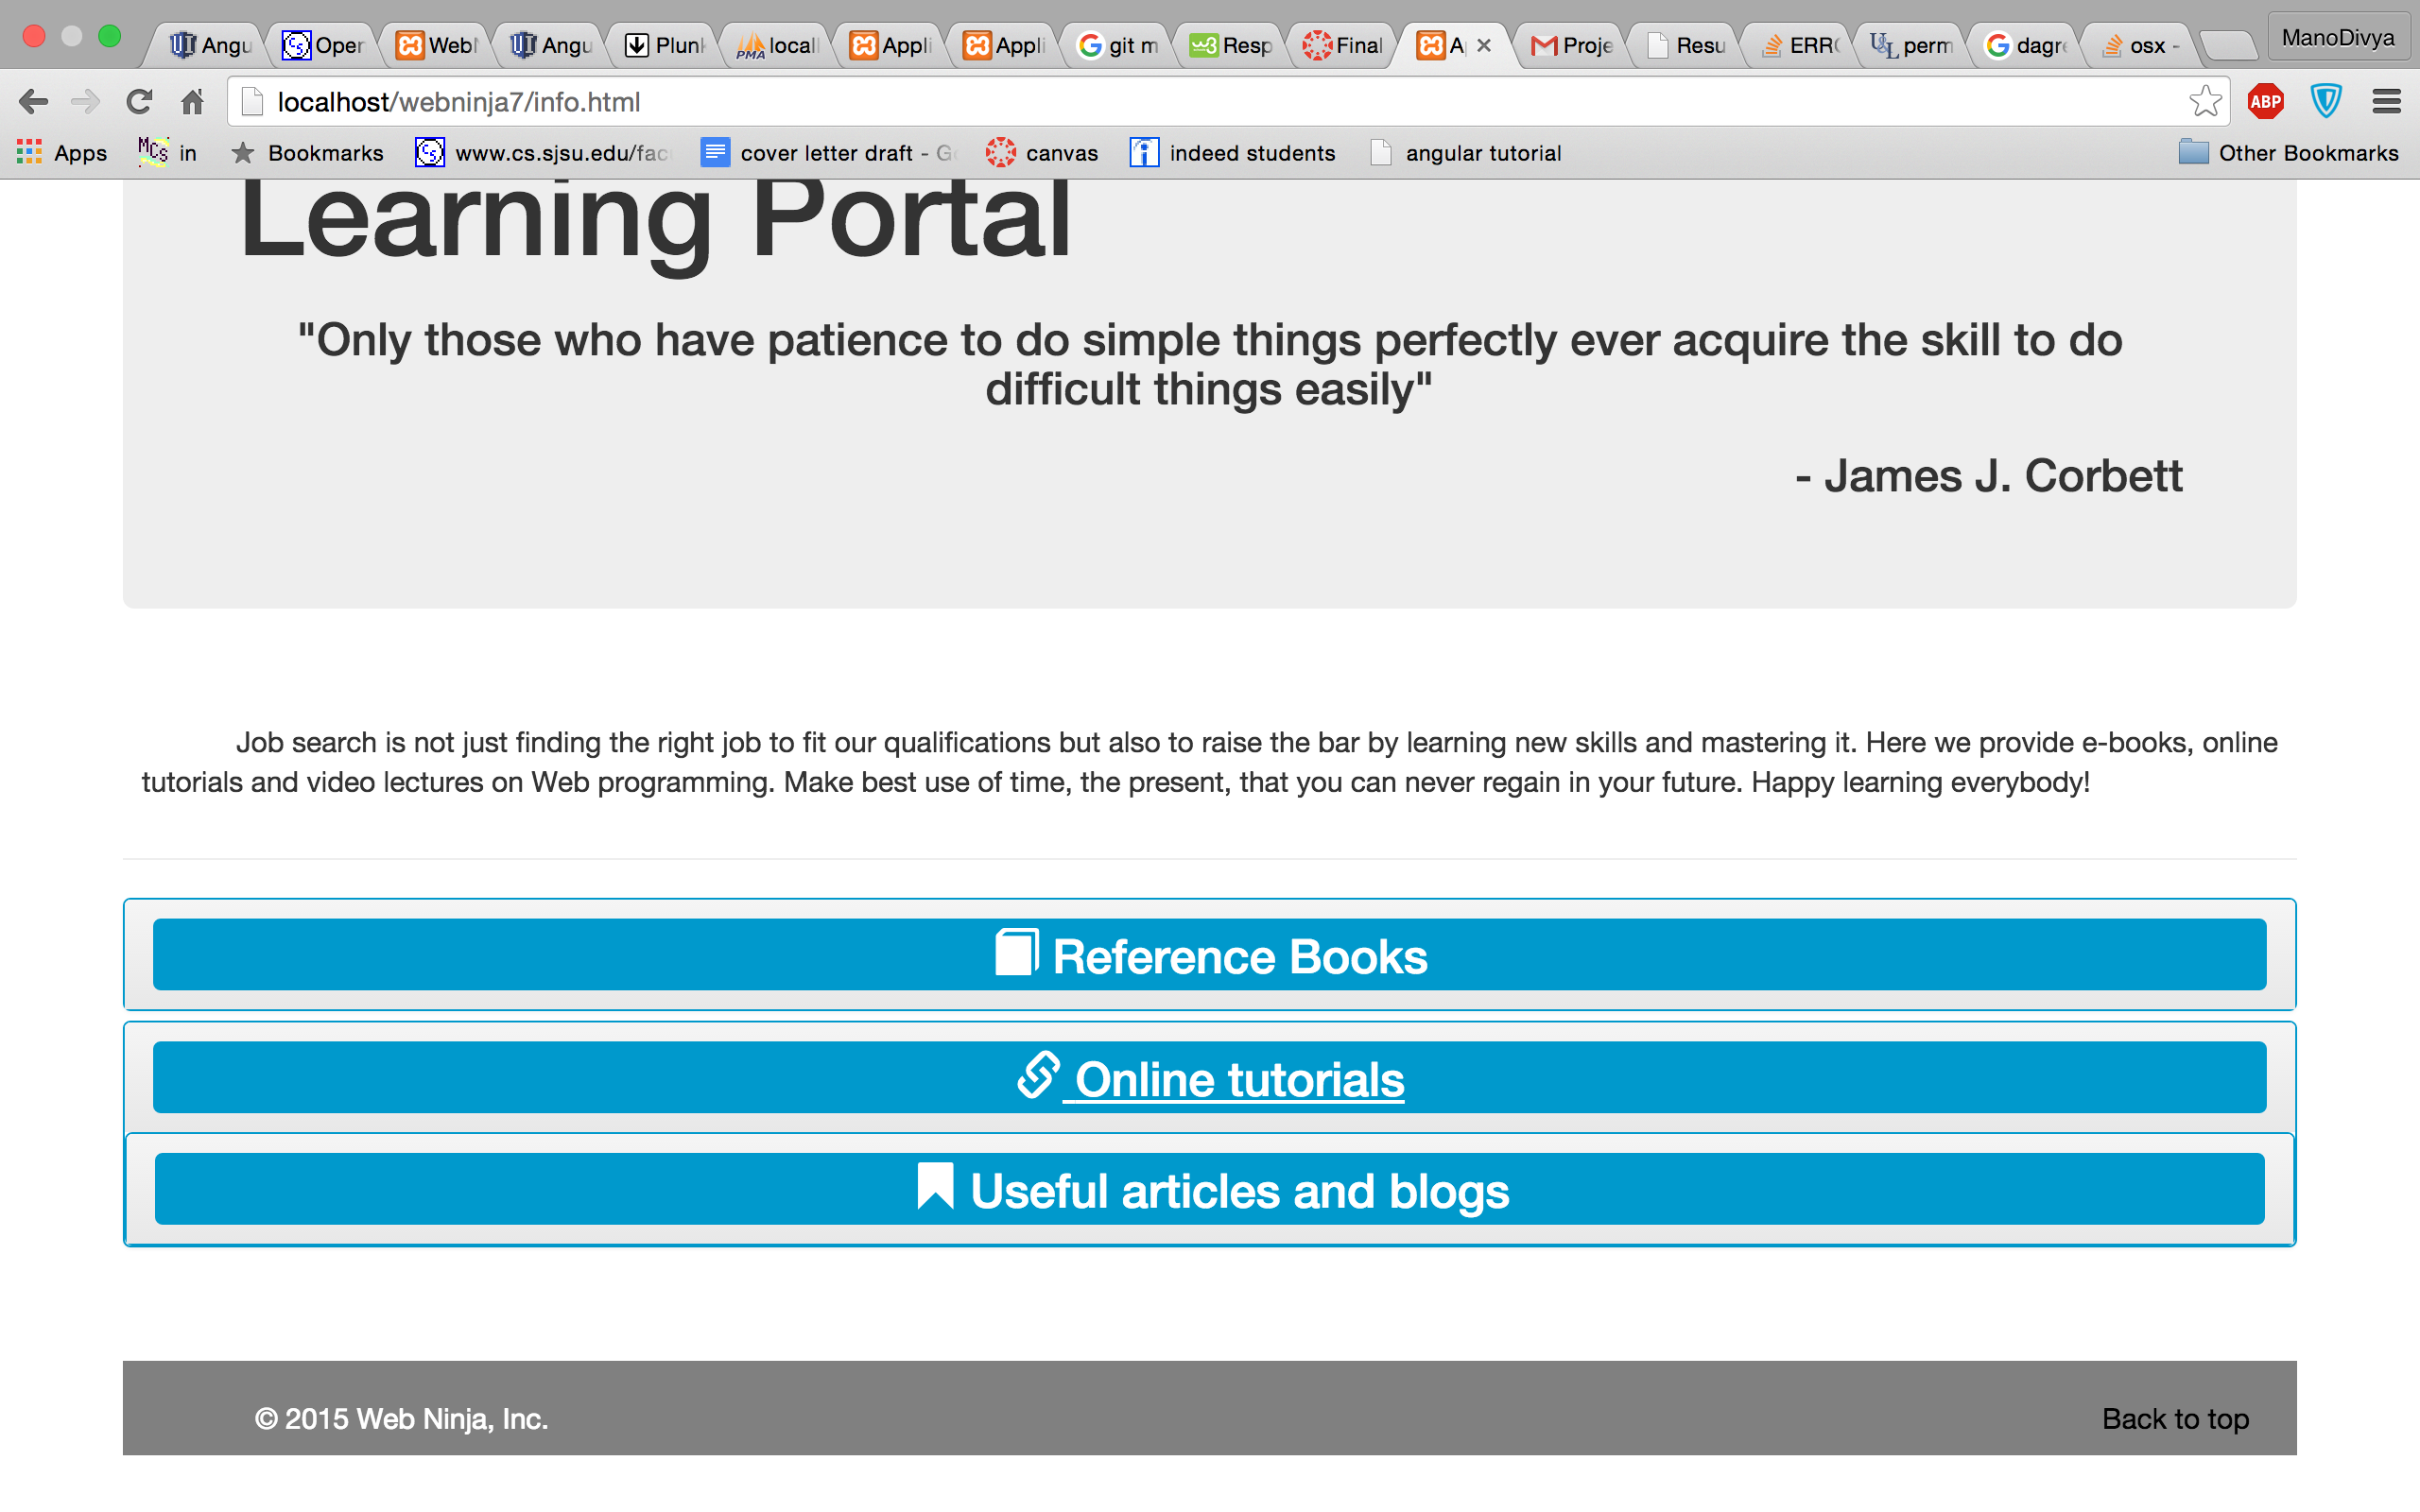 Angu
Oper
WebN
Angu
Plunk
PMA
locall
Appli
Appli
git m
w3
Resp
Final
A
Proje
Resu
ERRO
U&L
perm
dagre
osx -
ManoDivya
localhost/webninja7/info.html
ABP
Apps
MCS
in
Bookmarks
www.cs.sjsu.edu/fac
cover letter draft - G
canvas
indeed students
angular tutorial
Other Bookmarks
Learning Portal
"Only those who have patience to do simple things perfectly ever acquire the skill to do
difficult things easily"
- James J. Corbett
Job search is not just finding the right job to fit our qualifications but also to raise the bar by learning new skills and mastering it. Here we provide e-books, online
tutorials and video lectures on Web programming. Make best use of time, the present, that you can never regain in your future. Happy learning everybody!
Reference Books
Online tutorials
Useful articles and blogs
© 2015 Web Ninja, Inc.
Back to top